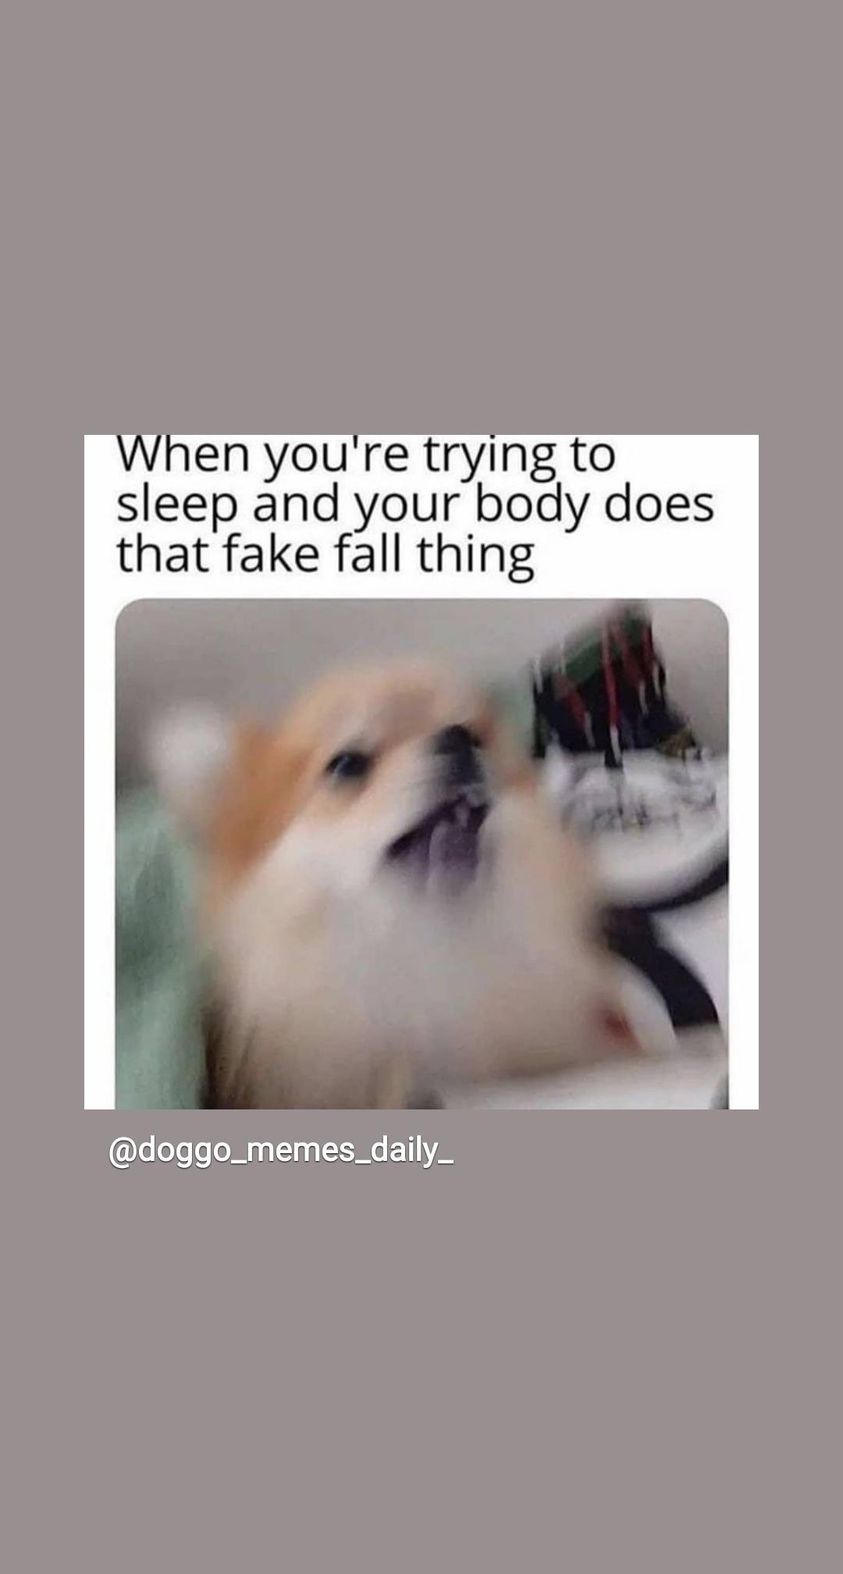 When you're trying to
sleep and your body does
that fake fall thing
@doggo_memes_daily_